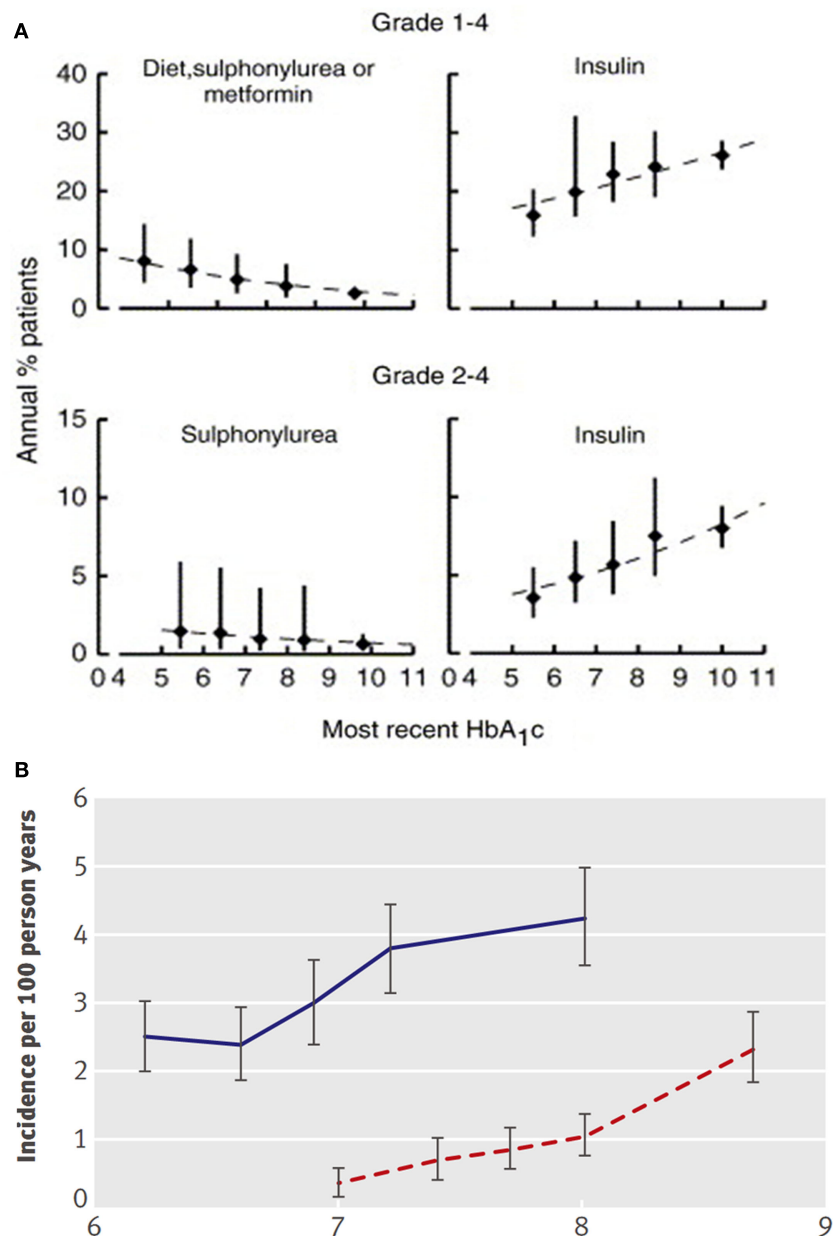 A
Grade 1-4
Diet,sulphonylurea or
metformin
Insulin
40
30
20
10
0
Annual % patients
Grade 2-4
Sulphonylurea
Insulin
15
10
5
0
0 4 5 6 7 8 9 10 11
0 4 5 6 7 8 9 10 11
Most recent HbA1c
B
Incidence per 100 person years
6
5
4
3
2
1
0
6 7 8 9